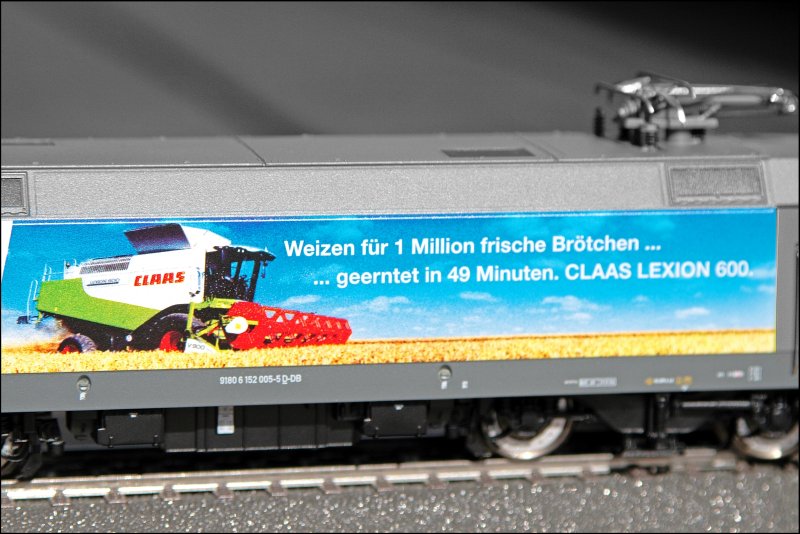 Weizen für 1 Million frische Brötchen ...
... geerntet in 49 Minuten. CLAAS LEXION 600.
CLAAS
9180 6 152 005-5 D-DB